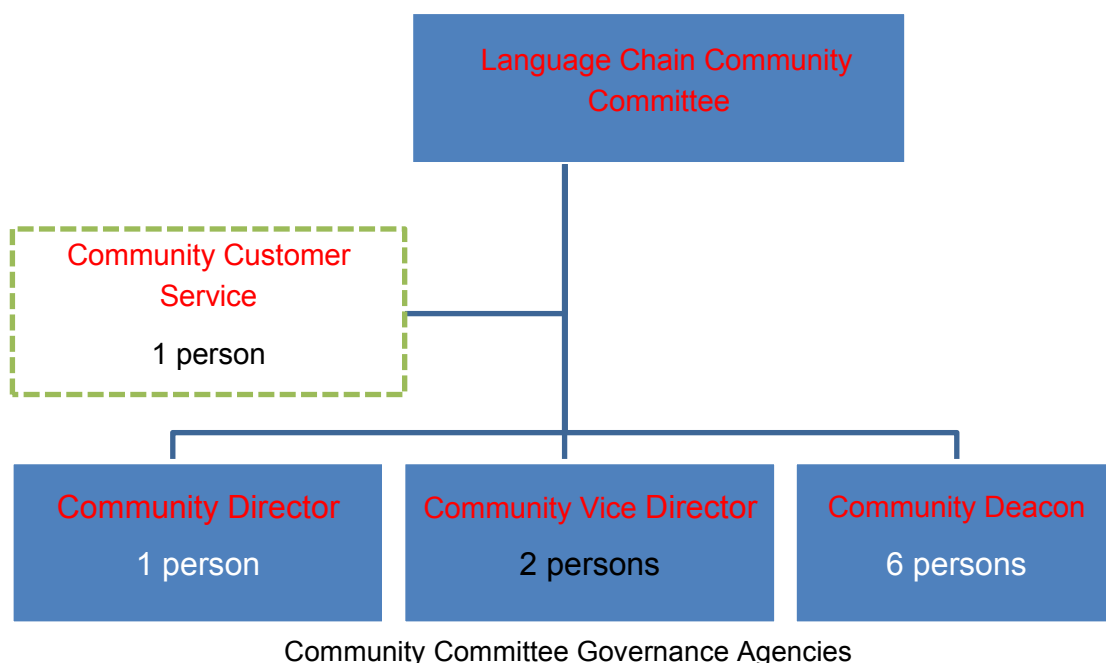 Language Chain Community
Committee
Community Customer
Service
1 person
Community Director
1 person
Community Vice Director
2 persons
Community Deacon
6 persons
Community Committee Governance Agencies